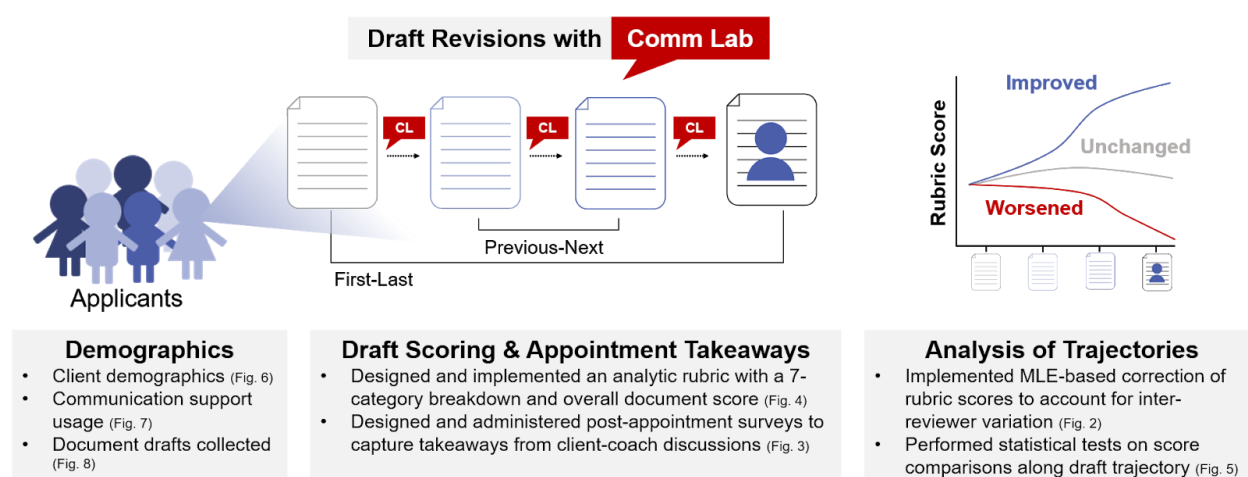 Draft Revisions with Comm Lab
CL
CL
CL
Previous-Next
First-Last
Applicants
Rubric Score
Improved
Unchanged
Worsened
Demographics
• Client demographics (Fig. 6)
• Communication support
usage (Fig. 7)
• Document drafts collected
(Fig. 8)
Draft Scoring & Appointment Takeaways
• Designed and implemented an analytic rubric with a 7-
category breakdown and overall document score (Fig. 4)
• Designed and administered post-appointment surveys to
capture takeaways from client-coach discussions (Fig. 3)
Analysis of Trajectories
• Implemented MLE-based correction of
rubric scores to account for inter-
reviewer variation (Fig. 2)
• Performed statistical tests on score
comparisons along draft trajectory (Fig. 5)